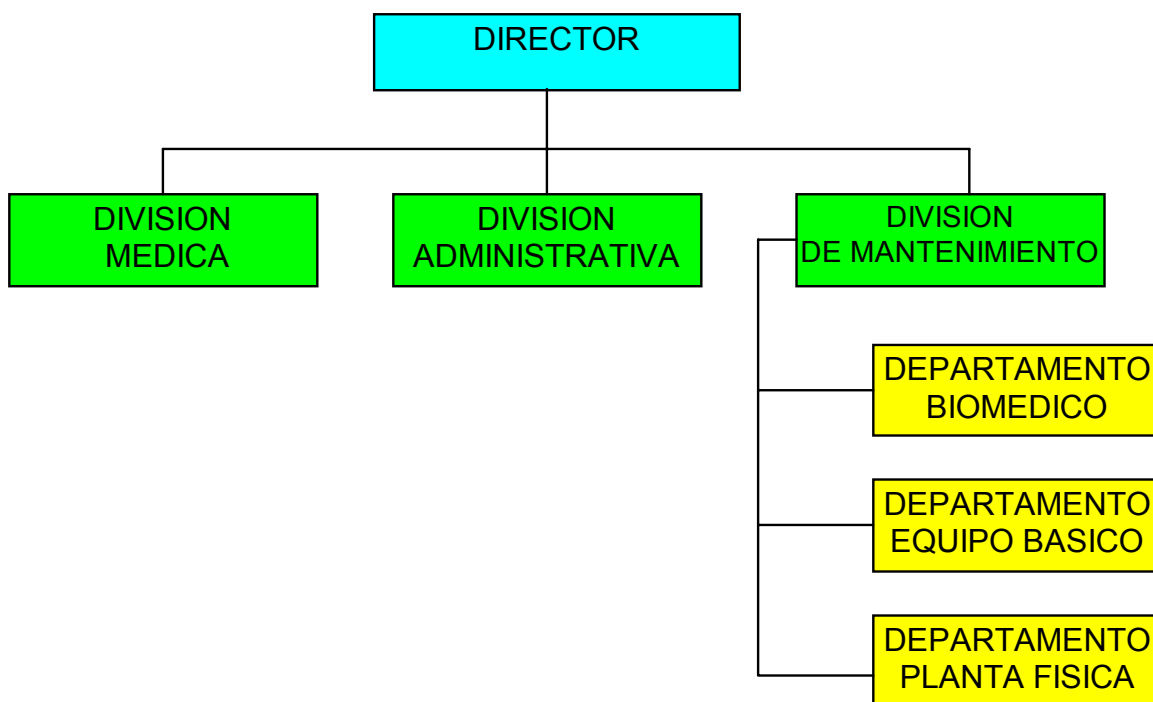 DIRECTOR
DIVISION
MEDICA
DIVISION
ADMINISTRATIVA
DIVISION
DE MANTENIMIENTO
DEPARTAMENTO
BIOMEDICO
DEPARTAMENTO
EQUIPO BASICO
DEPARTAMENTO
PLANTA FISICA